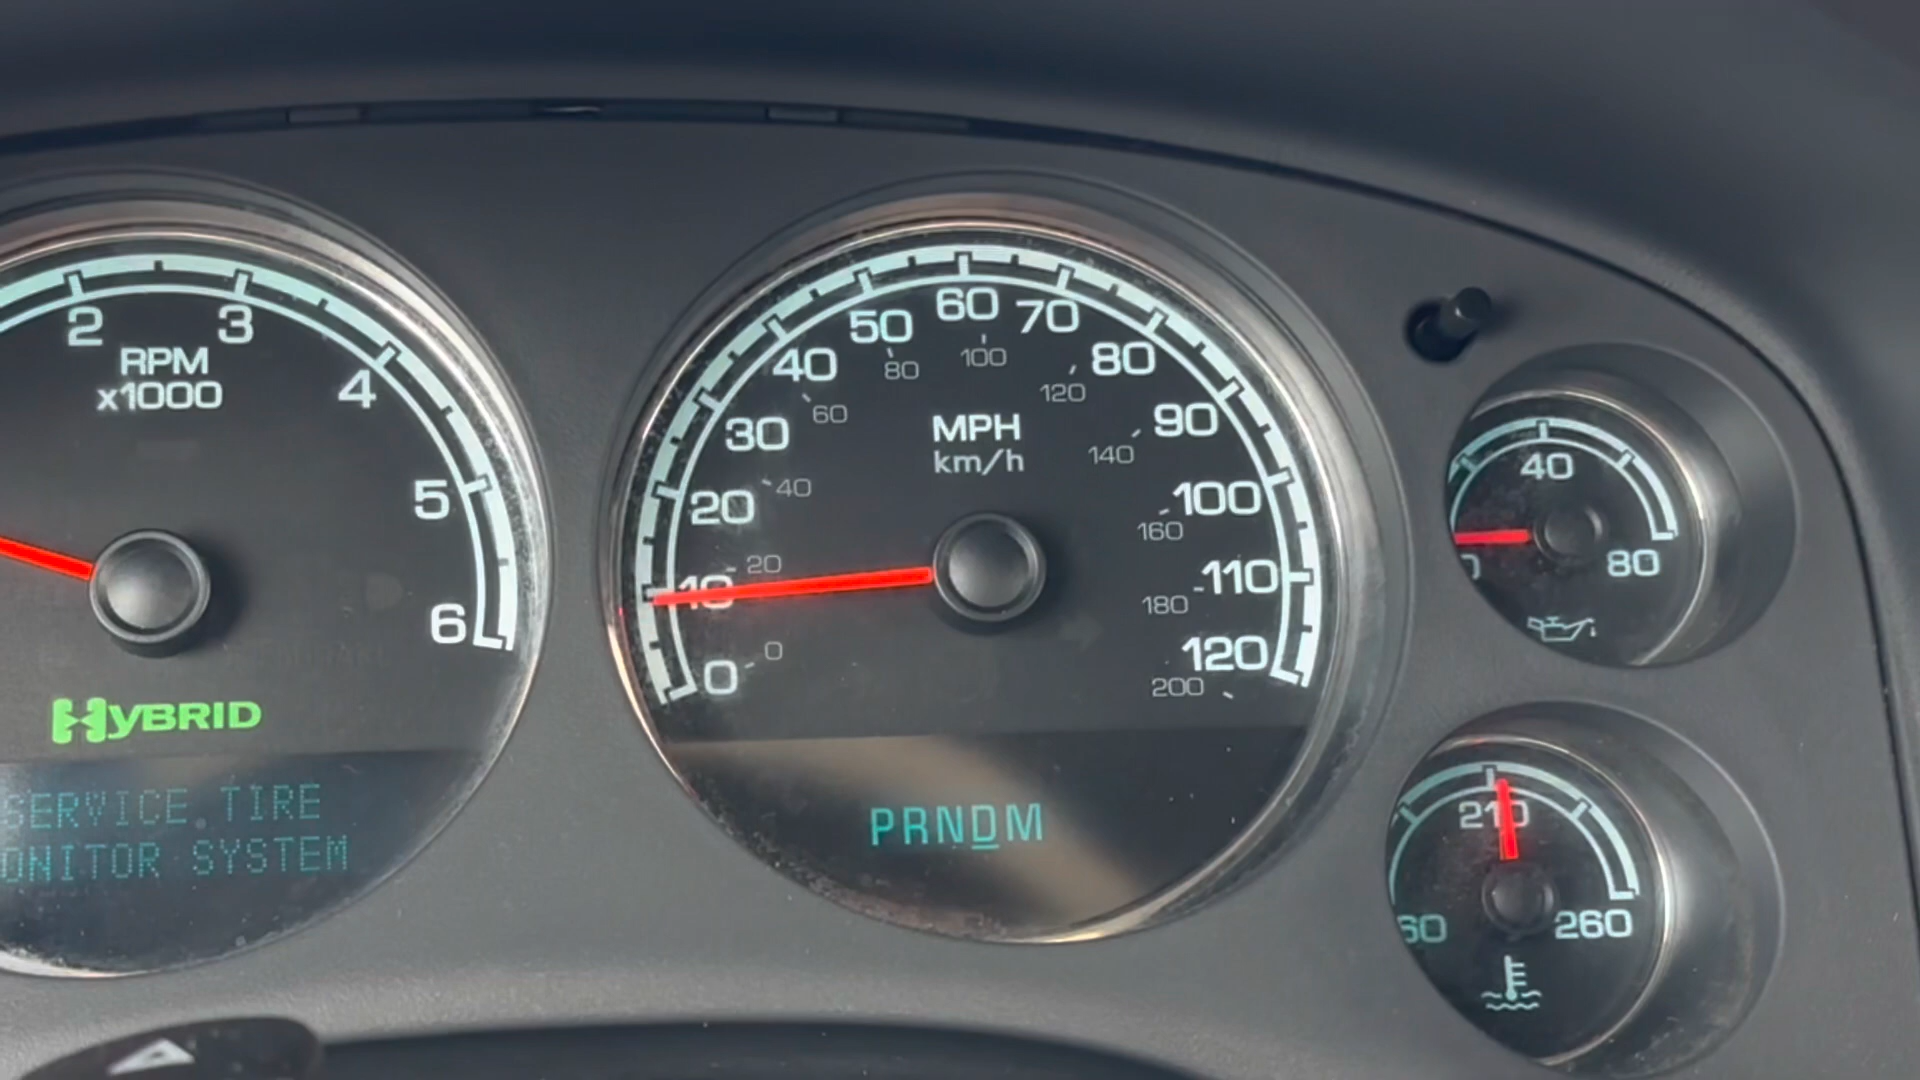 2 3 4 5 6
RPM
x1000
HYBRID
SERVICE TIRE
ONITOR SYSTEM
0 10 20 30 40 50 60 70 80 90 100 110 120
0 20 40 60 80 100 120 140 160 180 200
MPH
km/h
PRNDM
40 80
210 260